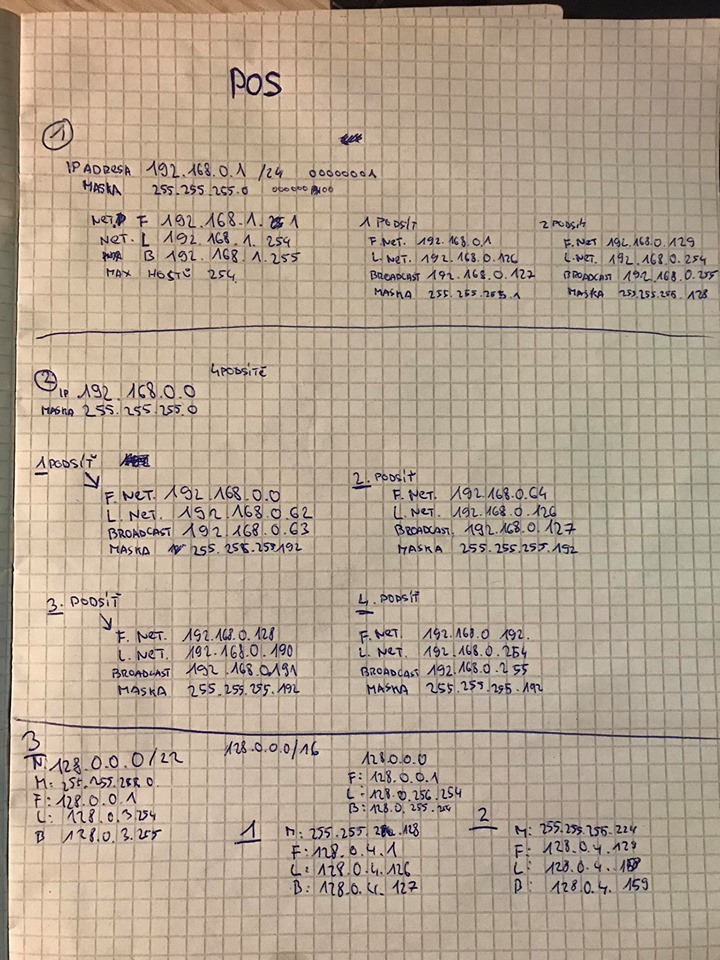 POS
1
IP ADRESA 192.168.0.1 /24 00000001
MASKA 255.255.255.0
NET. F 192.168.1. 1
NET. L 192.168.1. 254
B 192.168.1.255
MAX HOSTŮ 254
1 PODSÍŤ
F. NET. 192.168.0.1
L. NET. 192.168.0.126
BROADCAST 192.168.0.127
MASKA 255.255.255.1
2 PODSÍŤ
F. NET 192.168.0.129
L. NET. 192.168.0.254
BROADCAST 192.168.0.255
MASKA 255.255.255.128
2 4 PODSÍTĚ
IP 192.168.0.0
MASKA 255.255.255.0
1 PODSÍŤ
F. NET. 192.168.0.0
L. NET. 192.168.0 62
BROADCAST 192.168.0.63
MASKA 255.255.255.192
2. PODSÍŤ
F. NET. 192.168.0.64
L. NET. 192.168.0.126
BROADCAST. 192.168.0.127
MASKA 255.255.255.192
3. PODSÍŤ
F. NET. 192.168.0.128
L. NET. 192.168.0.190
BROADCAST 192.168.0.191
MASKA 255.255.255.192
4. PODSÍŤ
F. NET. 192.168.0 192.
L. NET. 192.168.0.254
BROADCAST 192.168.0.255
MASKA 255.255.255.192
3
N: 128.0.0.0/22
M: 255.255. 0.
F: 128.0.0.1
L: 128.0.3 254
B 128.0.3.255
128.0.0.0/16
128.0.0.0
F: 128.0.0.1
L: 128.0.256.254
B: 128.0.255.
1
M: 255.255. .128
F: 128.0.4.1
L: 128.0.4.126
B: 128.0.4.127
2
M: 255.255.255.224
F: 128.0.4.
L: 128.0.4.
B: 128.0.4.159